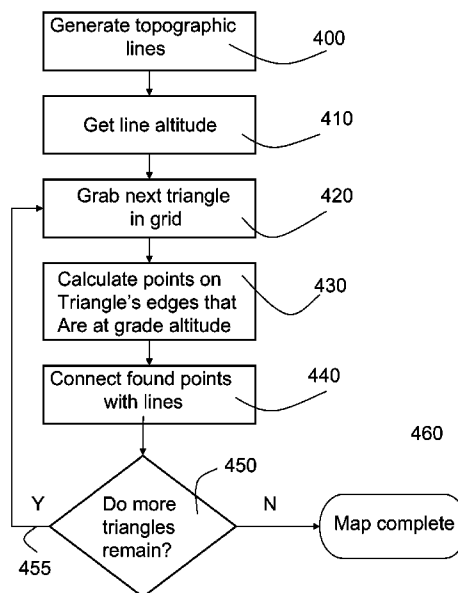 Generate topographic
lines
400
Get line altitude
410
Grab next triangle
in grid
420
Calculate points on
Triangle's edges that
Are at grade altitude
430
Connect found points
with lines
440
450
460
Y
Do more
triangles
remain?
N
Map complete
455